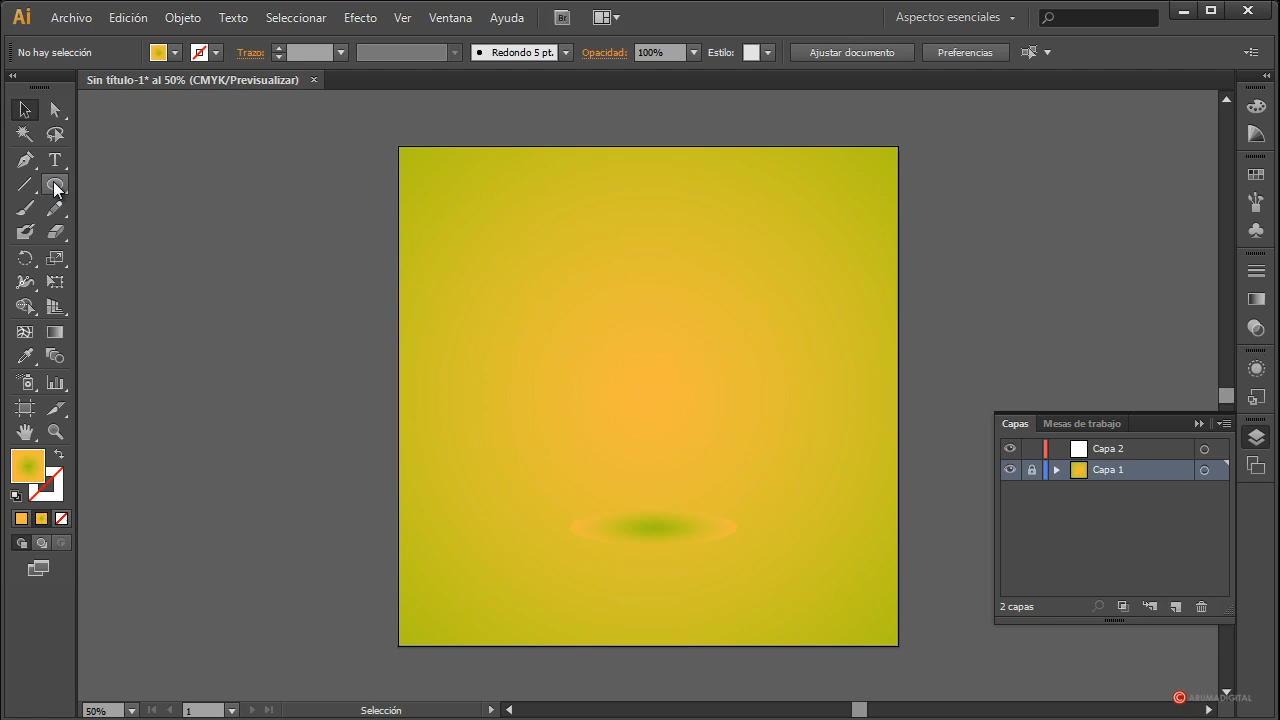 Ai Archivo Edición Objeto Texto Seleccionar Efecto Ver Ventana Ayuda Br Aspectos esenciales
No hay selección Trazo: Redondo 5 pt. Opacidad: 100% Estilo: Ajustar documento Preferencias
Sin título-1* al 50% (CMYK/Previsualizar) ×
T
Capas Mesas de trabajo
Capa 2
Capa 1
2 capas
© ARUMADIGITAL
50% 1 Selección